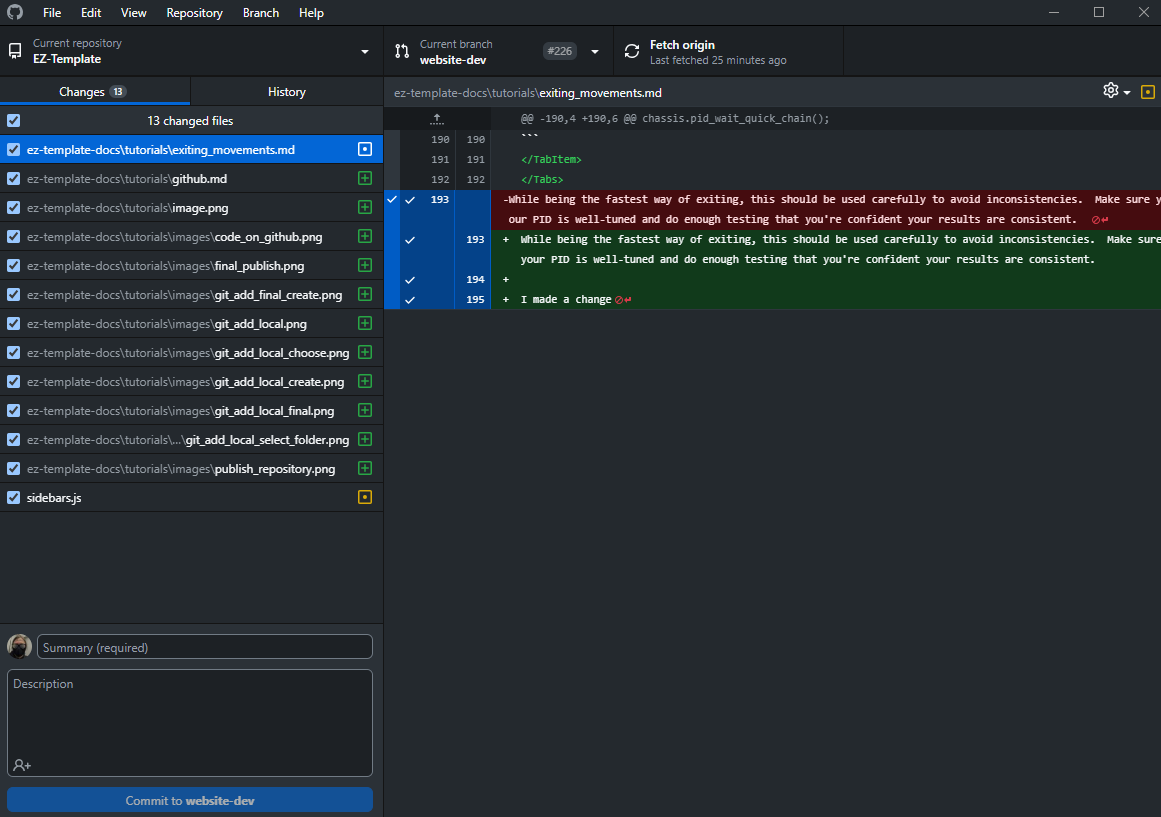 File Edit View Repository Branch Help
Current repository
EZ-Template
Current branch
website-dev
#226
Fetch origin
Last fetched 25 minutes ago
Changes 13
History
13 changed files
ez-template-docs\tutorials\exiting_movements.md
ez-template-docs\tutorials\github.md
ez-template-docs\tutorials\image.png
ez-template-docs\tutorials\images\code_on_github.png
ez-template-docs\tutorials\images\final_publish.png
ez-template-docs\tutorials\images\git_add_final_create.png
ez-template-docs\tutorials\images\git_add_local.png
ez-template-docs\tutorials\images\git_add_local_choose.png
ez-template-docs\tutorials\images\git_add_local_create.png
ez-template-docs\tutorials\images\git_add_local_final.png
ez-template-docs\tutorials\...\git_add_local_select_folder.png
ez-template-docs\tutorials\images\publish_repository.png
sidebars.js
Summary (required)
Description
Commit to website-dev
ez-template-docs\tutorials\exiting_movements.md
@@ -190,4 +190,6 @@ chassis.pid_wait_quick_chain();
190 190 ```
191 191 </TabItem>
192 192 </Tabs>
193 -While being the fastest way of exiting, this should be used carefully to avoid inconsistencies.  Make sure y
our PID is well-tuned and do enough testing that you're confident your results are consistent.
193 + While being the fastest way of exiting, this should be used carefully to avoid inconsistencies.  Make sure
your PID is well-tuned and do enough testing that you're confident your results are consistent.
194 +
195 + I made a change